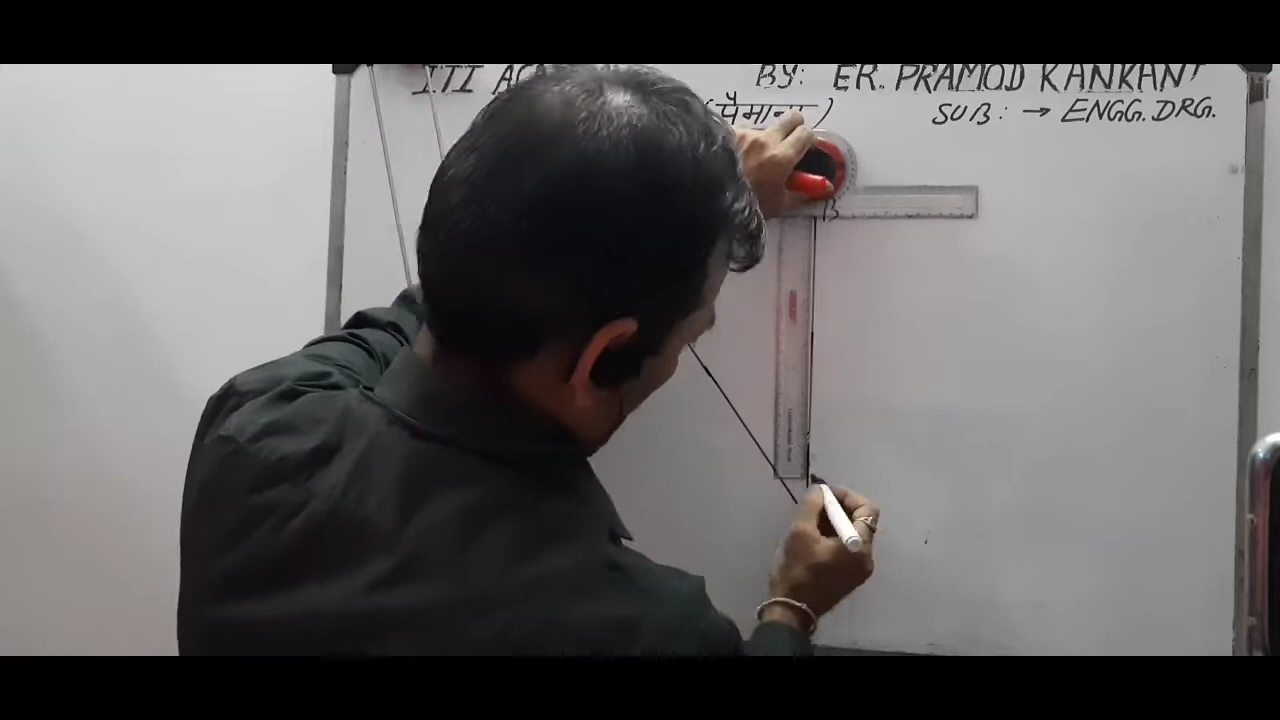 ITI
BY: ER. PRAMOD KANKANI
(पैमाना)
SUB: → ENGG. DRG.
B